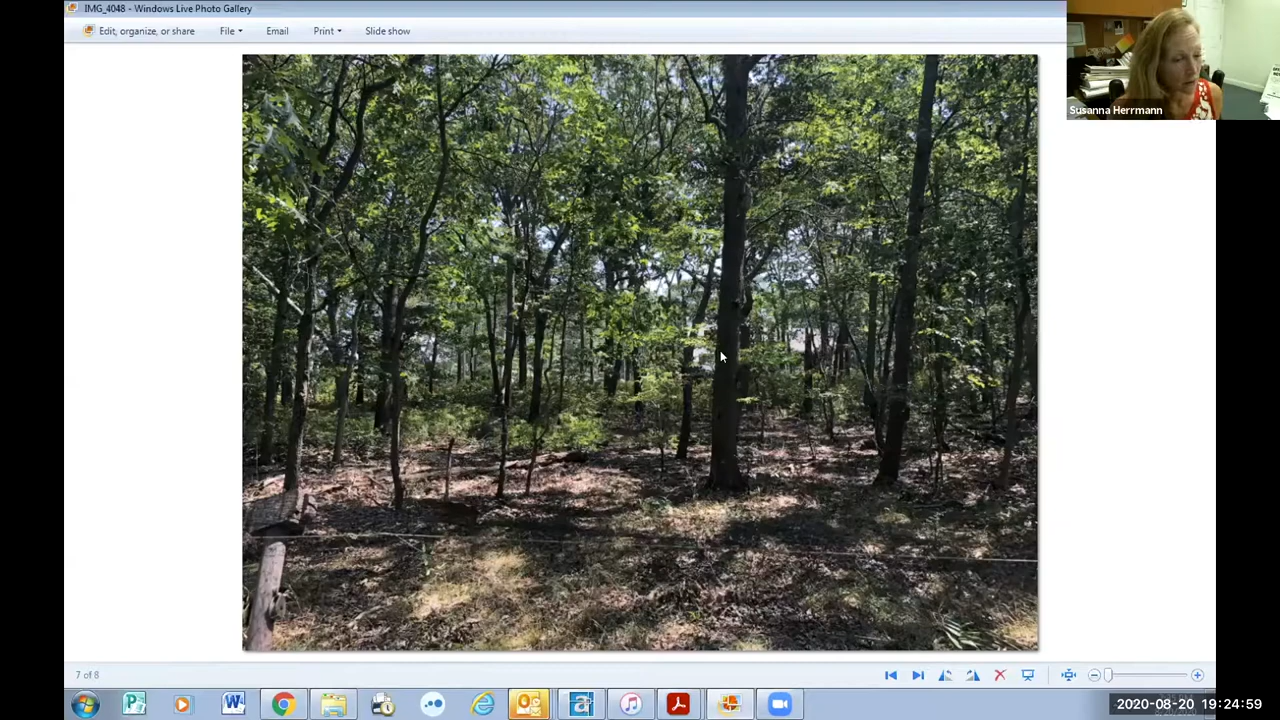 IMG_4048 - Windows Live Photo Gallery
Edit, organize, or share File Email Print Slide show
Susanna Herrmann
7 of 8
2020-08-20 19:24:59